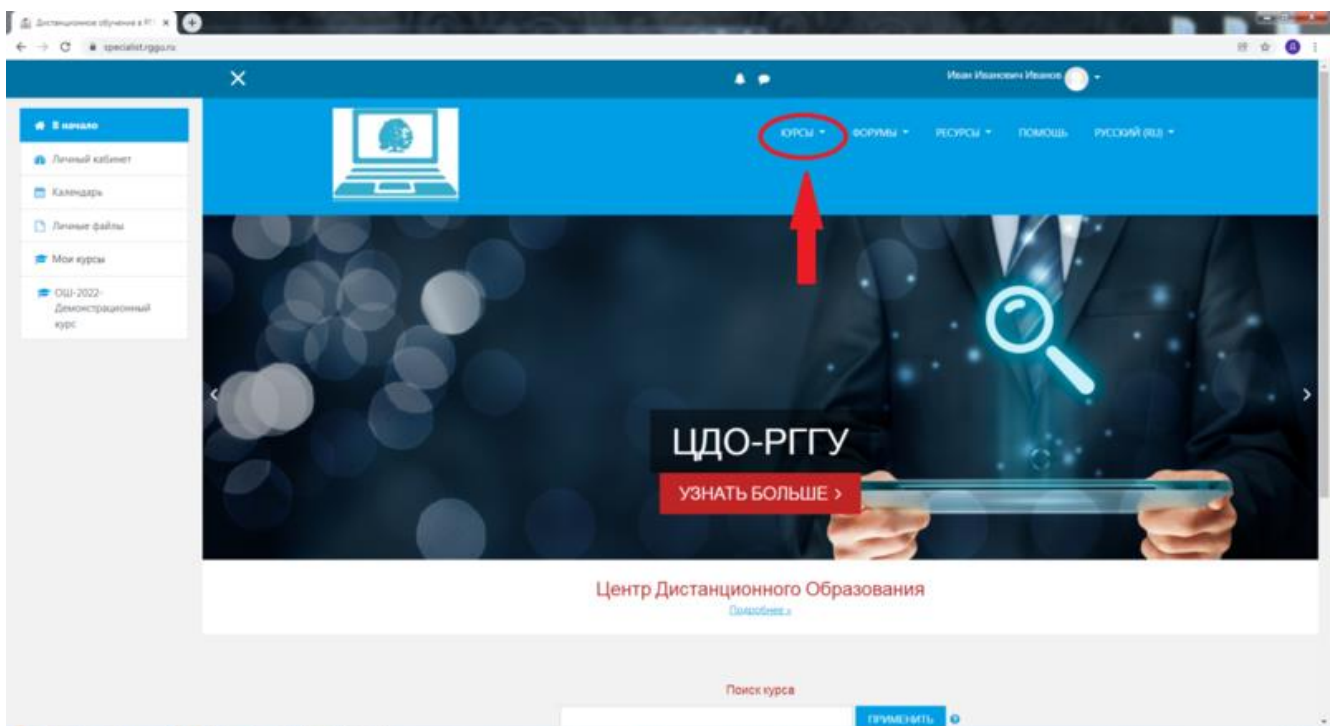 Дистанционное обучение в РГ
specialist.rggu.ru
Я
Иван Иванович Иванов
КУРСЫ
ФОРУМЫ
РЕСУРСЫ
ПОМОЩЬ
РУССКИЙ (RU)
В начало
Личный кабинет
Календарь
Личные файлы
Мои курсы
ОШ-2022-
Демонстрационный
курс
ЦДО-РГГУ
УЗНАТЬ БОЛЬШЕ >
Центр Дистанционного Образования
Подробнее »
Поиск курса
ПРИМЕНИТЬ